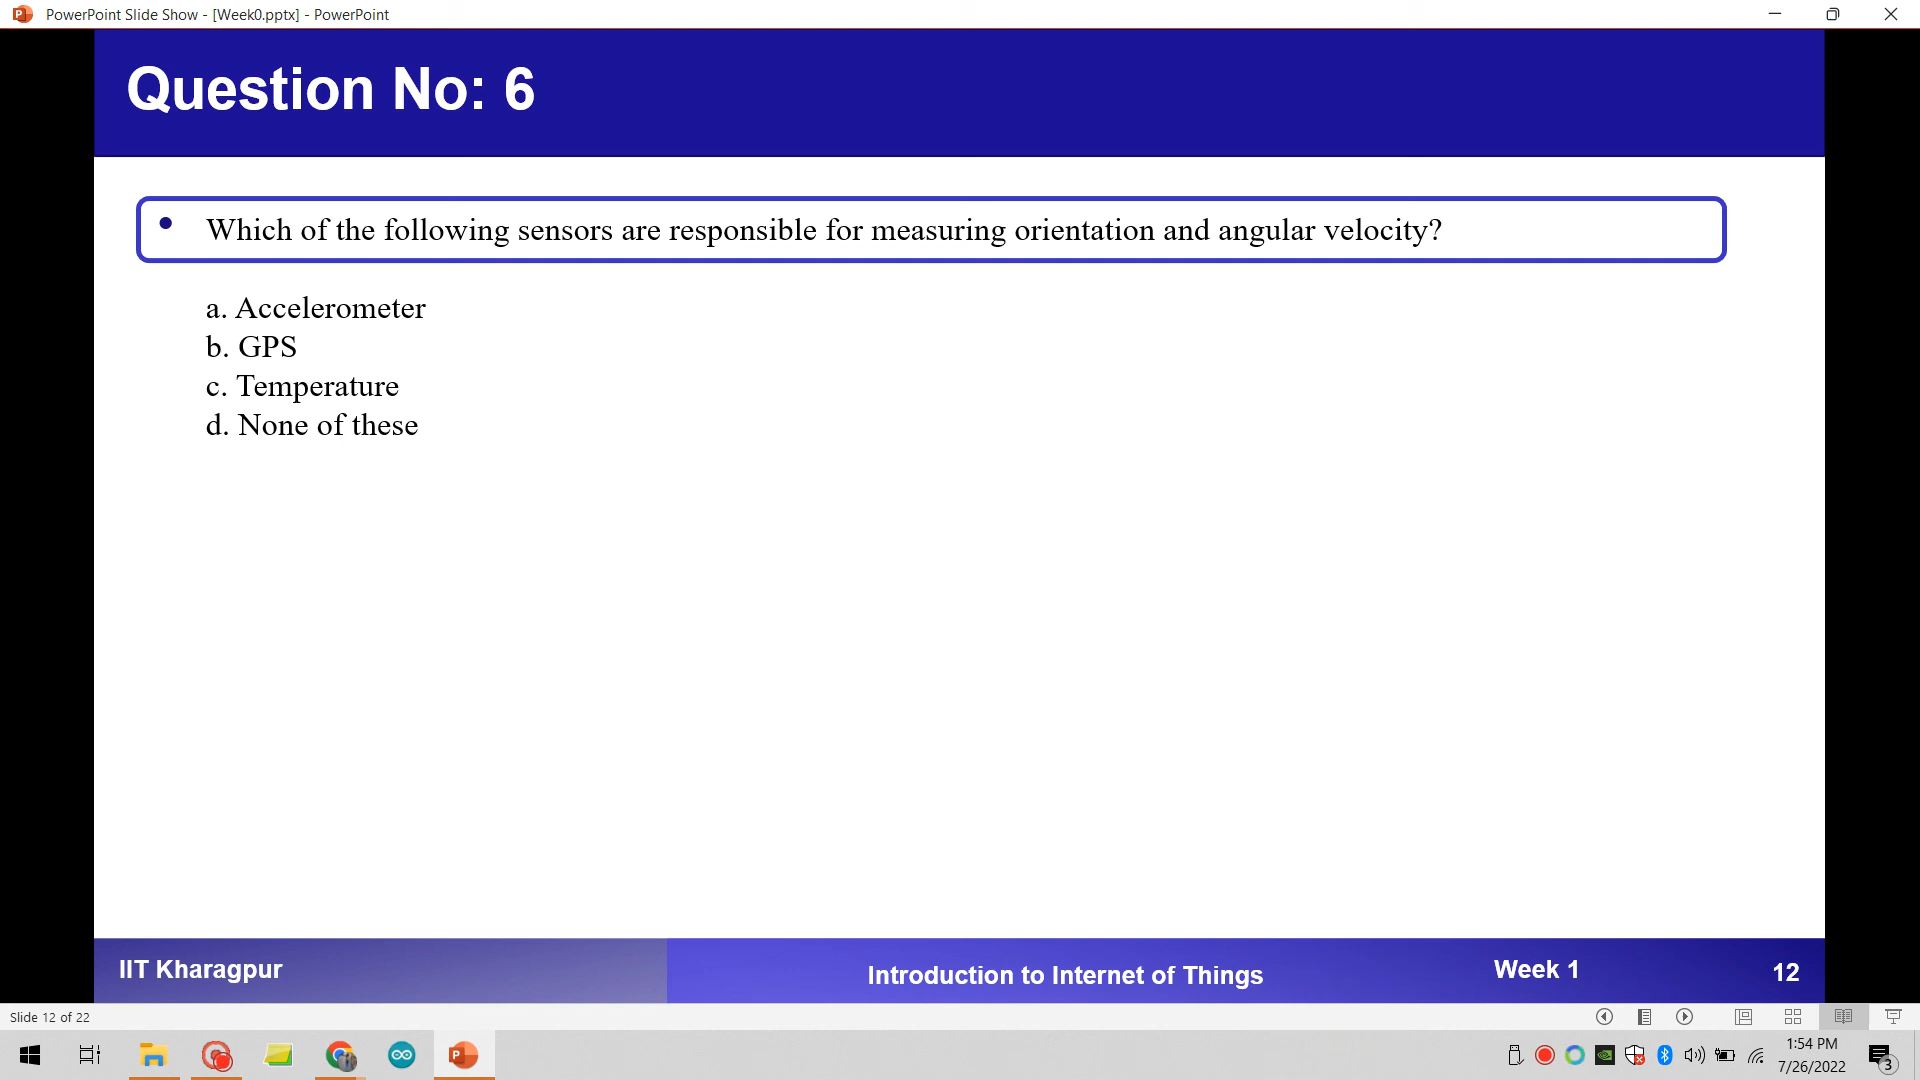 PowerPoint Slide Show - [Week0.pptx] - PowerPoint
Question No: 6
• Which of the following sensors are responsible for measuring orientation and angular velocity?
a. Accelerometer
b. GPS
c. Temperature
d. None of these
IIT Kharagpur
Introduction to Internet of Things
Week 1
12
Slide 12 of 22
1:54 PM
7/26/2022
3